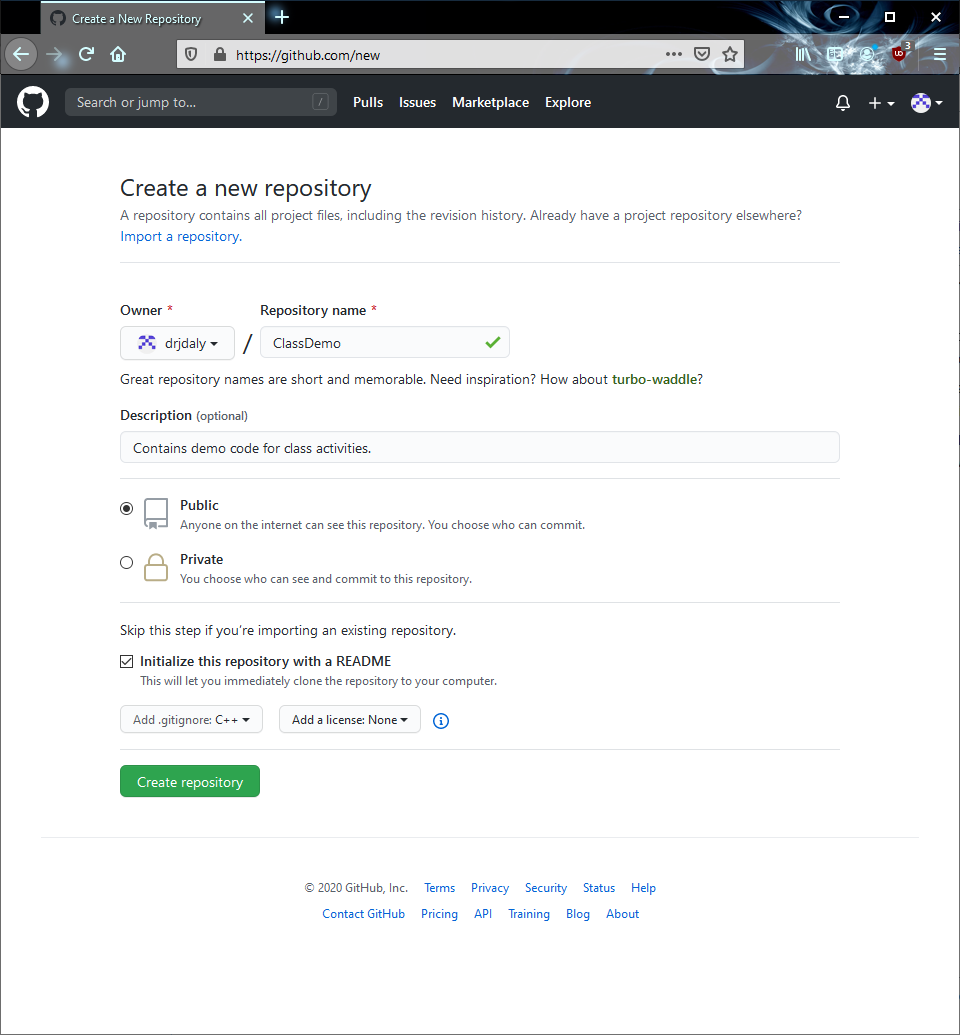 Create a New Repository
https://github.com/new
3
Search or jump to...
/
Pulls Issues Marketplace Explore
Create a new repository
A repository contains all project files, including the revision history. Already have a project repository elsewhere?
Import a repository.
Owner * Repository name *
drjdaly / ClassDemo
Great repository names are short and memorable. Need inspiration? How about turbo-waddle?
Description (optional)
Contains demo code for class activities.
Public
Anyone on the internet can see this repository. You choose who can commit.
Private
You choose who can see and commit to this repository.
Skip this step if you're importing an existing repository.
Initialize this repository with a README
This will let you immediately clone the repository to your computer.
Add .gitignore: C++ Add a license: None
Create repository
© 2020 GitHub, Inc. Terms Privacy Security Status Help
Contact GitHub Pricing API Training Blog About